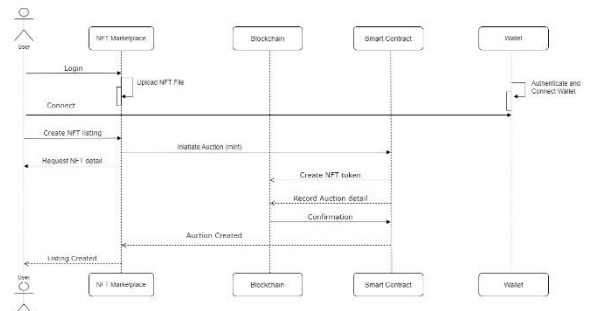 User
NFT Marketplace
Blockchain
Smart Contract
Wallet
Login
Upload NFT File
Authenticate and
Connect Wallet
Connect
Create NFT listing
Iniatiate Auction (mint)
Request NFT detail
Create NFT token
Record Auction detail
Confirmation
Auction Created
Listing Created
User
NFT Marketplace
Blockchain
Smart Contract
Wallet